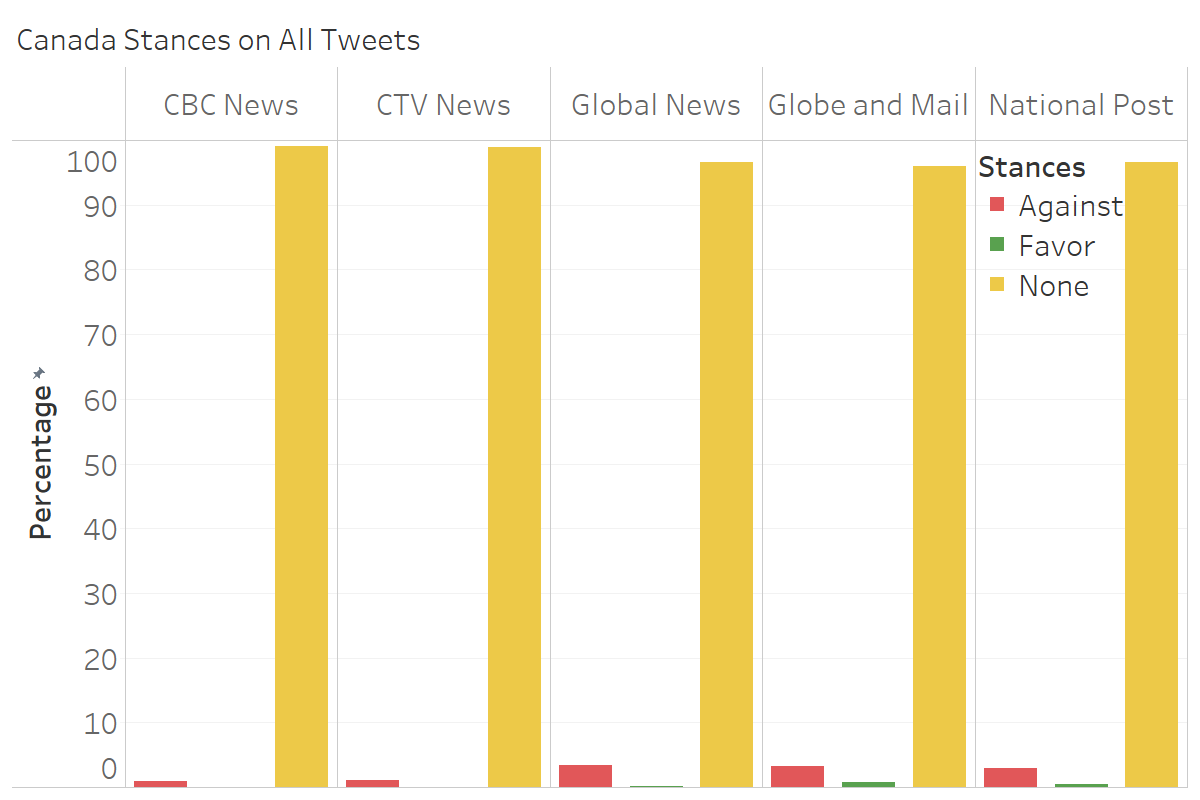 Canada Stances on All Tweets
CBC News CTV News Global News Globe and Mail National Post
Percentage
100
90
80
70
60
50
40
30
20
10
0
Stances
Against
Favor
None